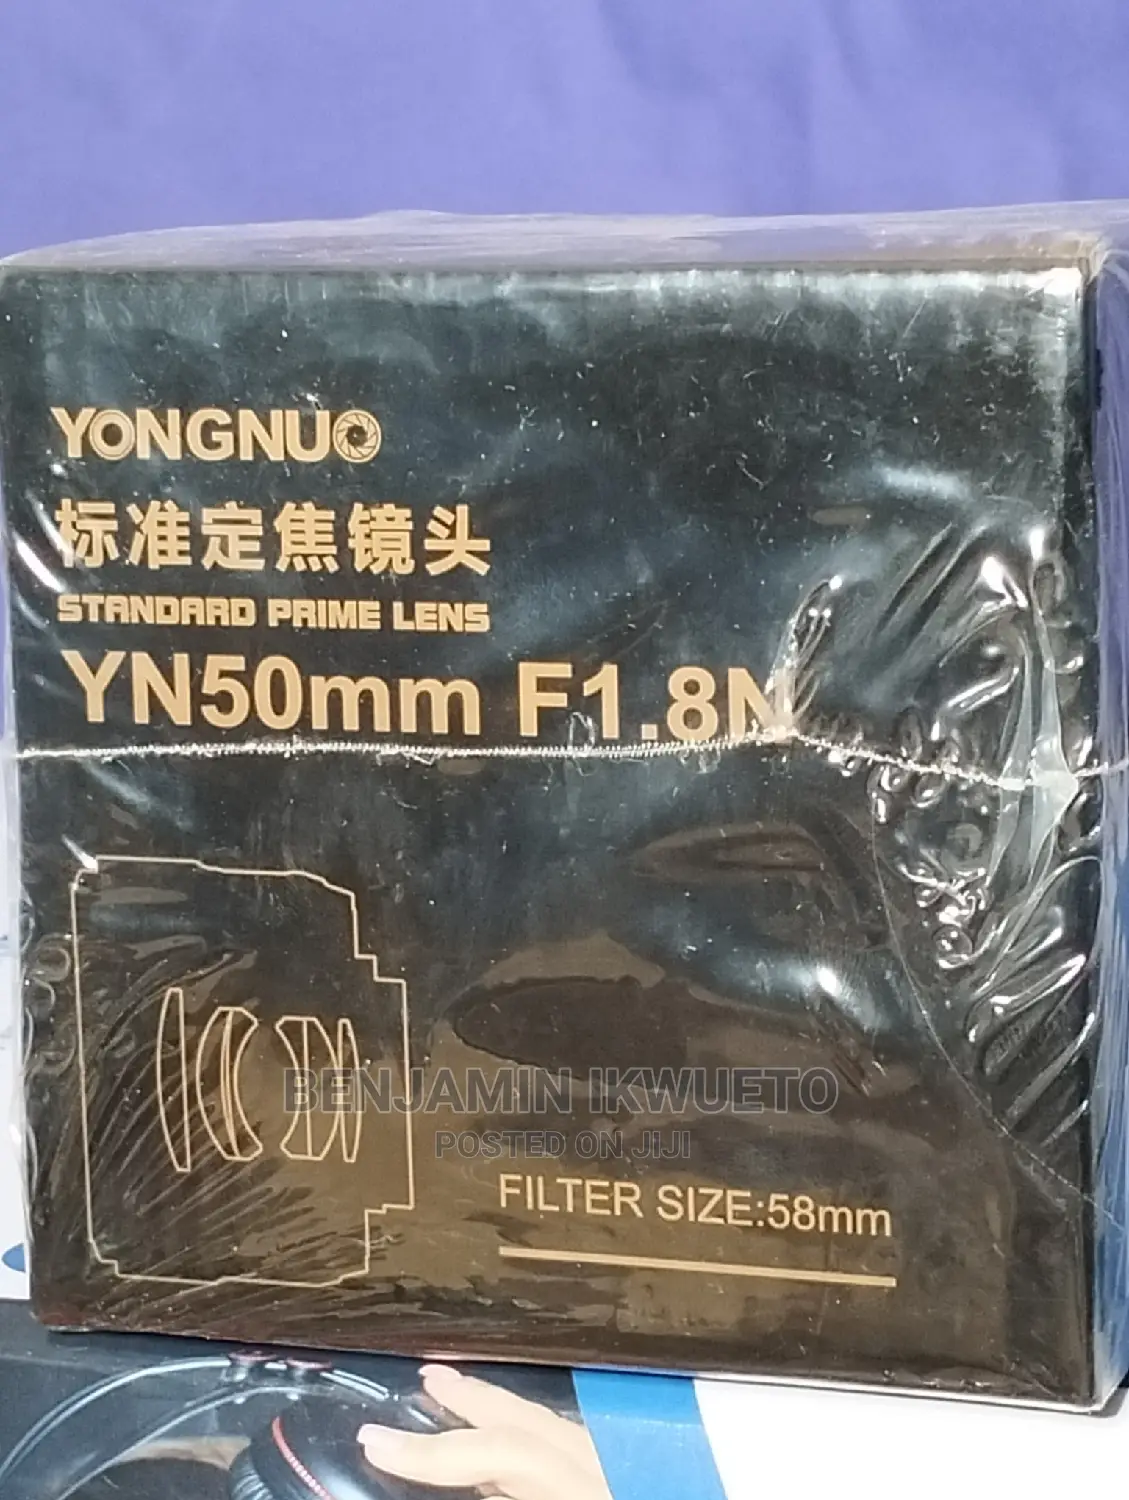 YONGNUO
标准定焦镜头
STANDARD PRIME LENS
YN50mm F1.8N
BENJAMIN IKWUETO
POSTED ON JIJI
FILTER SIZE:58mm